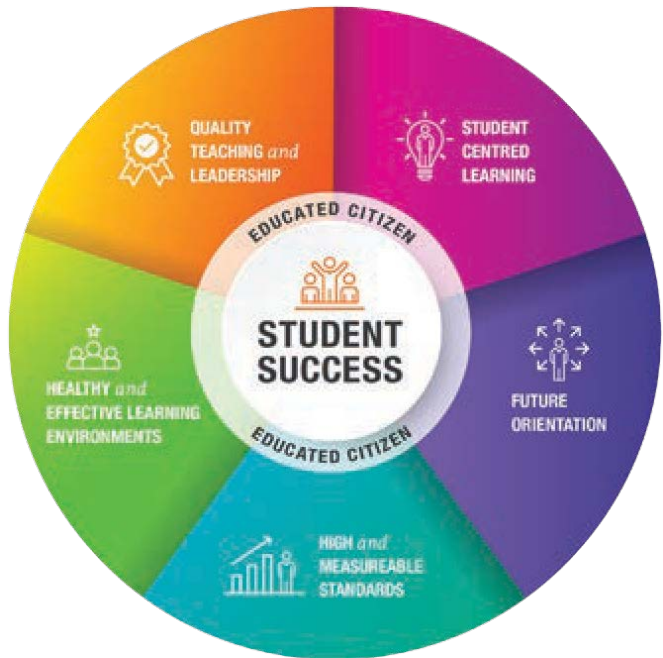 QUALITY
TEACHING and
LEADERSHIP
STUDENT
CENTRED
LEARNING
EDUCATED CITIZEN
STUDENT
SUCCESS
EDUCATED CITIZEN
HEALTHY and
EFFECTIVE LEARNING
ENVIRONMENTS
FUTURE
ORIENTATION
HIGH and
MEASUREABLE
STANDARDS